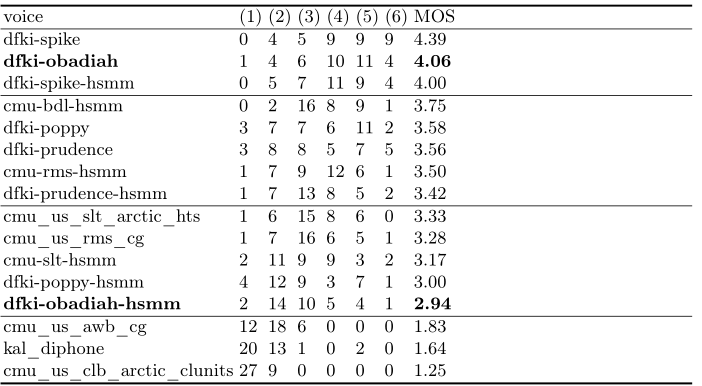 voice (1) (2) (3) (4) (5) (6) MOS
dfki-spike 0 4 5 9 9 9 4.39
dfki-obadiah 1 4 6 10 11 4 4.06
dfki-spike-hsmm 0 5 7 11 9 4 4.00
cmu-bdl-hsmm 0 2 16 8 9 1 3.75
dfki-poppy 3 7 7 6 11 2 3.58
dfki-prudence 3 8 8 5 7 5 3.56
cmu-rms-hsmm 1 7 9 12 6 1 3.50
dfki-prudence-hsmm 1 7 13 8 5 2 3.42
cmu_us_slt_arctic_hts 1 6 15 8 6 0 3.33
cmu_us_rms_cg 1 7 16 6 5 1 3.28
cmu-slt-hsmm 2 11 9 9 3 2 3.17
dfki-poppy-hsmm 4 12 9 3 7 1 3.00
dfki-obadiah-hsmm 2 14 10 5 4 1 2.94
cmu_us_awb_cg 12 18 6 0 0 0 1.83
kal_diphone 20 13 1 0 2 0 1.64
cmu_us_clb_arctic_clunits 27 9 0 0 0 0 1.25